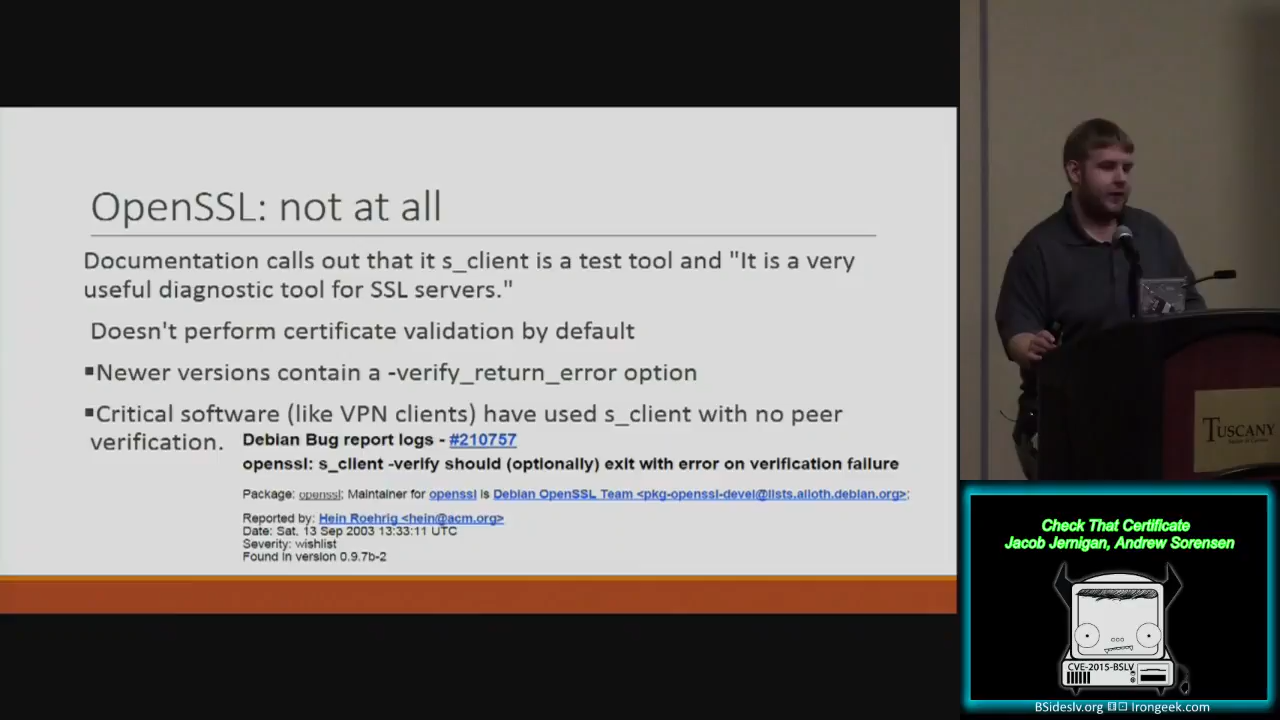 OpenSSL: not at all
Documentation calls out that it s_client is a test tool and "It is a very
useful diagnostic tool for SSL servers."
Doesn't perform certificate validation by default
▪Newer versions contain a -verify_return_error option
▪Critical software (like VPN clients) have used s_client with no peer
verification.
Debian Bug report logs - #210757
openssl: s_client -verify should (optionally) exit with error on verification failure
Package: openssl; Maintainer for openssl is Debian OpenSSL Team <pkg-openssl-devel@lists.alioth.debian.org>;
Reported by: Hein Roehrig <hein@acm.org>
Date: Sat, 13 Sep 2003 13:33:11 UTC
Severity: wishlist
Found in version 0.9.7b-2
TUSCANY
Check That Certificate
Jacob Jernigan, Andrew Sorensen
CVE-2015-BSLV
BSideslv.org
Irongeek.com